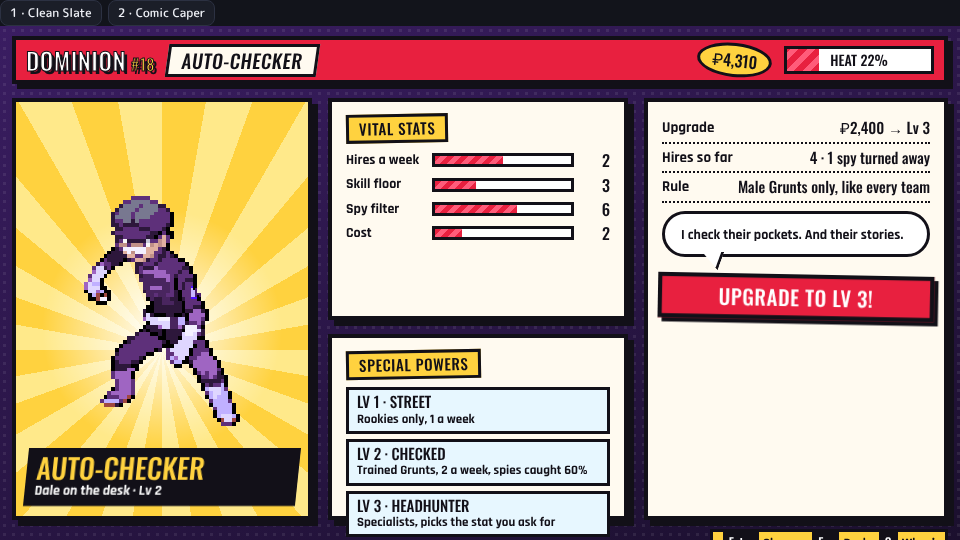 1 · Clean Slate
2 · Comic Caper
DOMINION #18
AUTO-CHECKER
₽4,310
HEAT 22%
AUTO-CHECKER
Dale on the desk · Lv 2
VITAL STATS
Hires a week 2
Skill floor 3
Spy filter 6
Cost 2
SPECIAL POWERS
LV 1 · STREET
Rookies only, 1 a week
LV 2 · CHECKED
Trained Grunts, 2 a week, spies caught 60%
LV 3 · HEADHUNTER
Specialists, picks the stat you ask for
Upgrade ₽2,400 → Lv 3
Hires so far 4 · 1 spy turned away
Rule Male Grunts only, like every team
I check their pockets. And their stories.
UPGRADE TO LV 3!